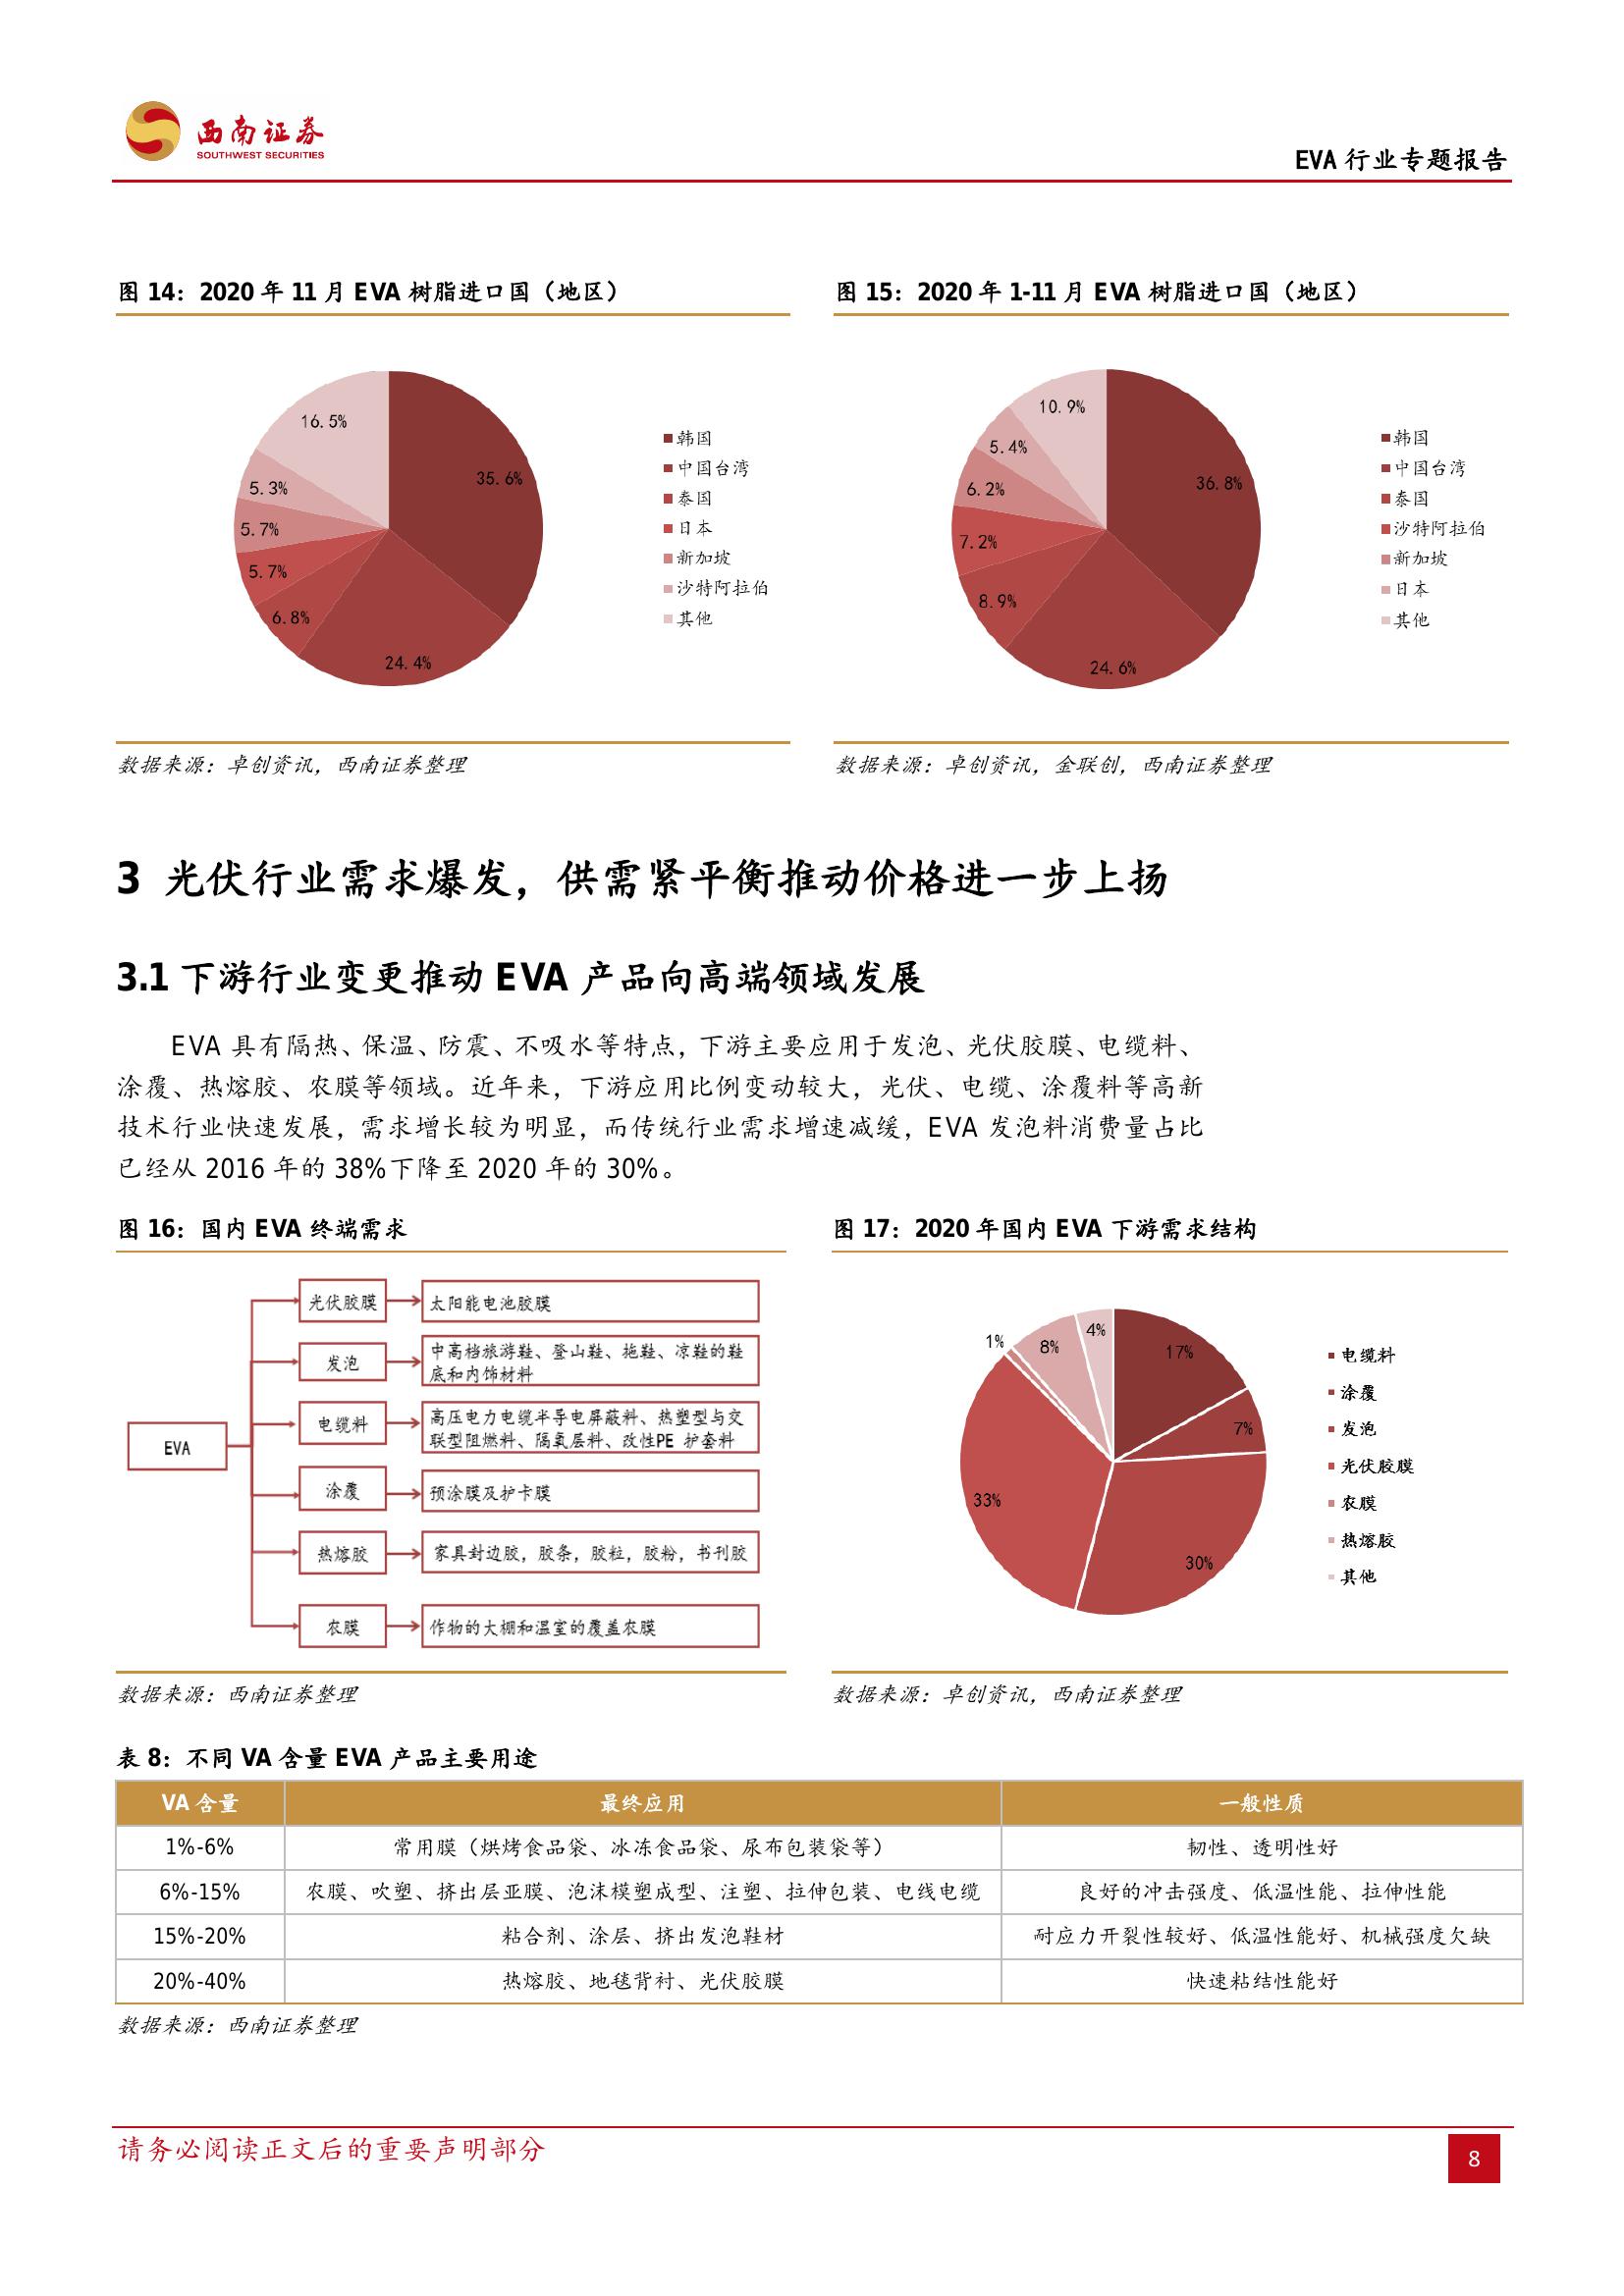 西南证券
SOUTHWEST SECURITIES
EVA 行业专题报告
图 14：2020 年 11 月 EVA 树脂进口国（地区）
16.5%
35.6%
5.3%
5.7%
5.7%
6.8%
24.4%
韩国
中国台湾
泰国
日本
新加坡
沙特阿拉伯
其他
数据来源：卓创资讯，西南证券整理
图 15：2020 年 1-11 月 EVA 树脂进口国（地区）
10.9%
5.4%
36.8%
6.2%
7.2%
8.9%
24.6%
韩国
中国台湾
泰国
沙特阿拉伯
新加坡
日本
其他
数据来源：卓创资讯，金联创，西南证券整理
3 光伏行业需求爆发，供需紧平衡推动价格进一步上扬
3.1 下游行业变更推动 EVA 产品向高端领域发展
EVA 具有隔热、保温、防震、不吸水等特点，下游主要应用于发泡、光伏胶膜、电缆料、
涂覆、热熔胶、农膜等领域。近年来，下游应用比例变动较大，光伏、电缆、涂覆料等高新
技术行业快速发展，需求增长较为明显，而传统行业需求增速减缓，EVA 发泡料消费量占比
已经从 2016 年的 38%下降至 2020 年的 30%。
图 16：国内 EVA 终端需求
EVA
光伏胶膜
太阳能电池胶膜
发泡
中高档旅游鞋、登山鞋、拖鞋、凉鞋的鞋
底和内饰材料
电缆料
高压电力电缆半导电屏蔽料、热塑型与交
联型阻燃料、隔氧层料、改性PE 护套料
涂覆
预涂膜及护卡膜
热熔胶
家具封边胶，胶条，胶粒，胶粉，书刊胶
农膜
作物的大棚和温室的覆盖农膜
数据来源：西南证券整理
图 17：2020 年国内 EVA 下游需求结构
4%
1%
8%
17%
7%
33%
30%
电缆料
涂覆
发泡
光伏胶膜
农膜
热熔胶
其他
数据来源：卓创资讯，西南证券整理
表 8：不同 VA 含量 EVA 产品主要用途
VA 含量 最终应用 一般性质
1%-6% 常用膜（烘烤食品袋、冰冻食品袋、尿布包装袋等） 韧性、透明性好
6%-15% 农膜、吹塑、挤出层亚膜、泡沫模塑成型、注塑、拉伸包装、电线电缆 良好的冲击强度、低温性能、拉伸性能
15%-20% 粘合剂、涂层、挤出发泡鞋材 耐应力开裂性较好、低温性能好、机械强度欠缺
20%-40% 热熔胶、地毯背衬、光伏胶膜 快速粘结性能好
数据来源：西南证券整理
请务必阅读正文后的重要声明部分
8